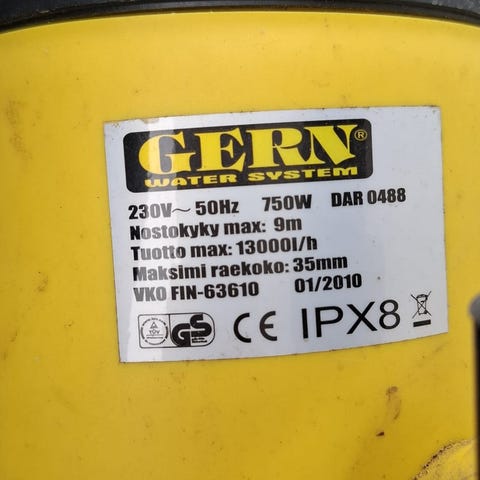 GERN®
WATER SYSTEM
230V~ 50Hz 750W DAR 0488
Nostokyky max: 9m
Tuotto max: 13000l/h
Maksimi raekoko: 35mm
VKO FIN-63610 01/2010
TÜV GS CE IPX8